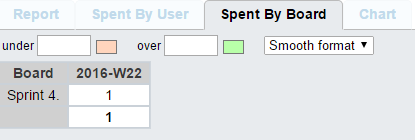 Report Spent By User Spent By Board Chart
under over Smooth format
Board 2016-W22
Sprint 4. 1
1